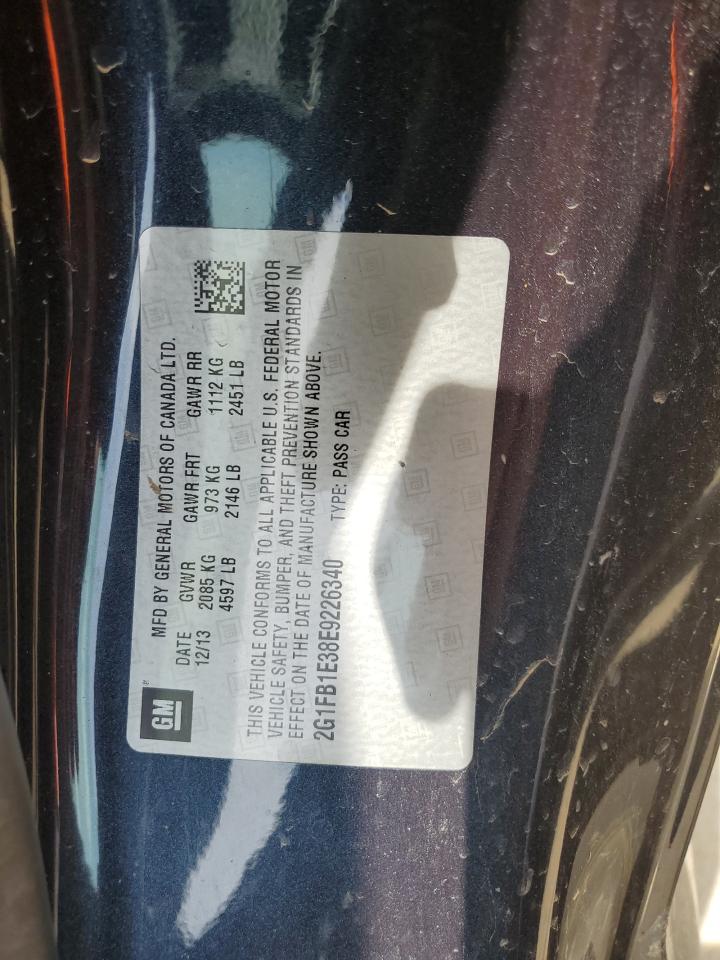 GM
MFD BY GENERAL MOTORS OF CANADA LTD.
DATE GVWR GAWR FRT GAWR RR
12/13 2085 KG 973 KG 1112 KG
4597 LB 2146 LB 2451 LB
THIS VEHICLE CONFORMS TO ALL APPLICABLE U.S. FEDERAL MOTOR
VEHICLE SAFETY, BUMPER, AND THEFT PREVENTION STANDARDS IN
EFFECT ON THE DATE OF MANUFACTURE SHOWN ABOVE.
2G1FB1E38E9226340 TYPE: PASS CAR